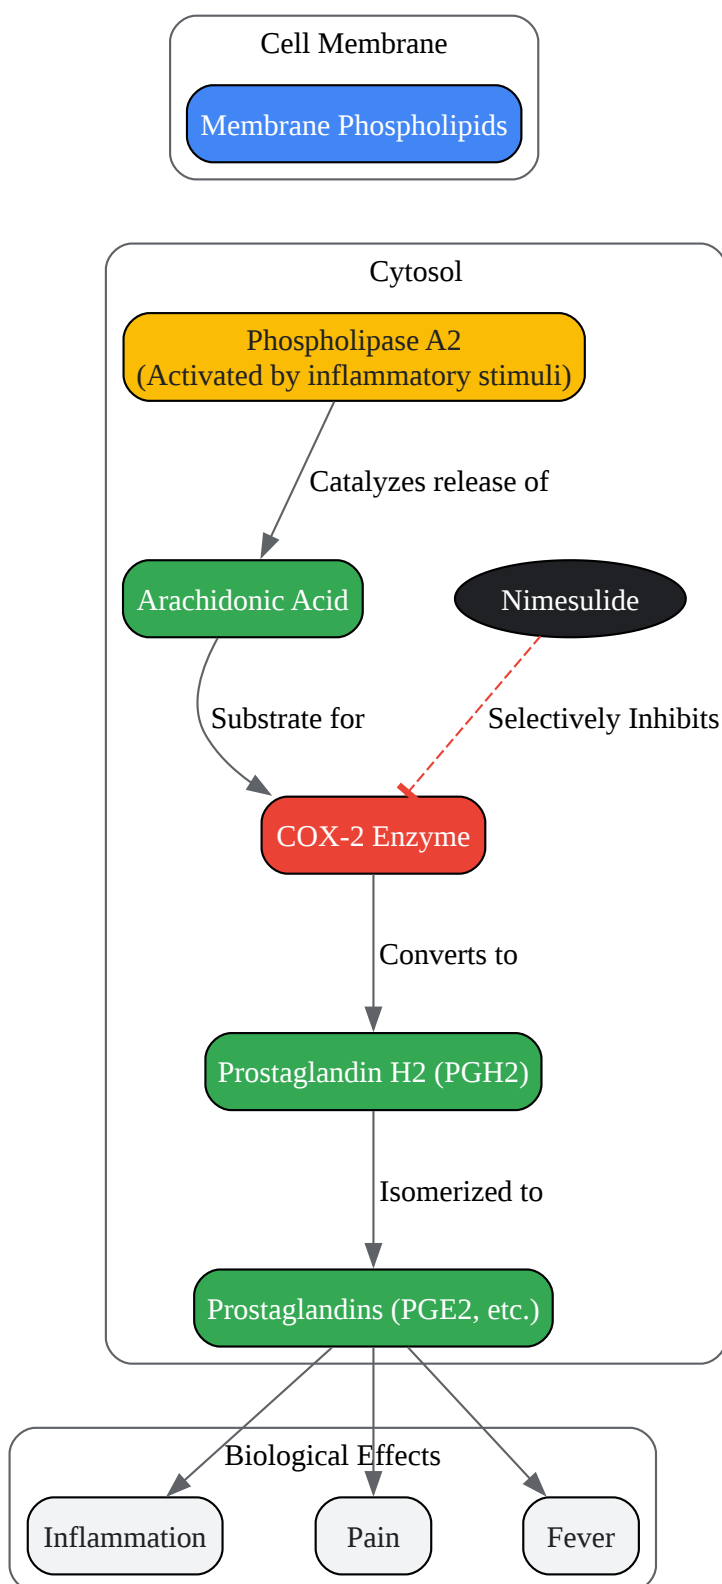 Cell Membrane
Membrane Phospholipids
Cytosol
Phospholipase A2
(Activated by inflammatory stimuli)
Catalyzes release of
Arachidonic Acid
Nimesulide
Substrate for
Selectively Inhibits
COX-2 Enzyme
Converts to
Prostaglandin H2 (PGH2)
Isomerized to
Prostaglandins (PGE2, etc.)
Biological Effects
Inflammation
Pain
Fever